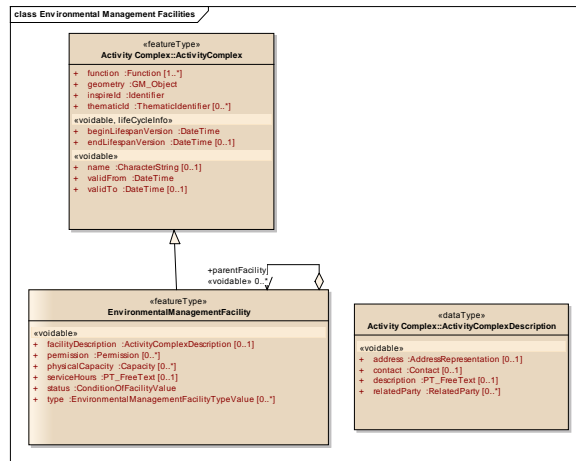 class Environmental Management Facilities
«featureType»
Activity Complex::ActivityComplex
+ function :Function [1..*]
+ geometry :GM_Object
+ inspireId :Identifier
+ thematicId :ThematicIdentifier [0..*]
«voidable, lifeCycleInfo»
+ beginLifespanVersion :DateTime
+ endLifespanVersion :DateTime [0..1]
«voidable»
+ name :CharacterString [0..1]
+ validFrom :DateTime
+ validTo :DateTime [0..1]
+parentFacility
«voidable» 0..*
«featureType»
EnvironmentalManagementFacility
«voidable»
+ facilityDescription :ActivityComplexDescription [0..1]
+ permission :Permission [0..*]
+ physicalCapacity :Capacity [0..*]
+ serviceHours :PT_FreeText [0..1]
+ status :ConditionOfFacilityValue
+ type :EnvironmentalManagementFacilityTypeValue [0..*]
«dataType»
Activity Complex::ActivityComplexDescription
«voidable»
+ address :AddressRepresentation [0..1]
+ contact :Contact [0..1]
+ description :PT_FreeText [0..1]
+ relatedParty :RelatedParty [0..*]